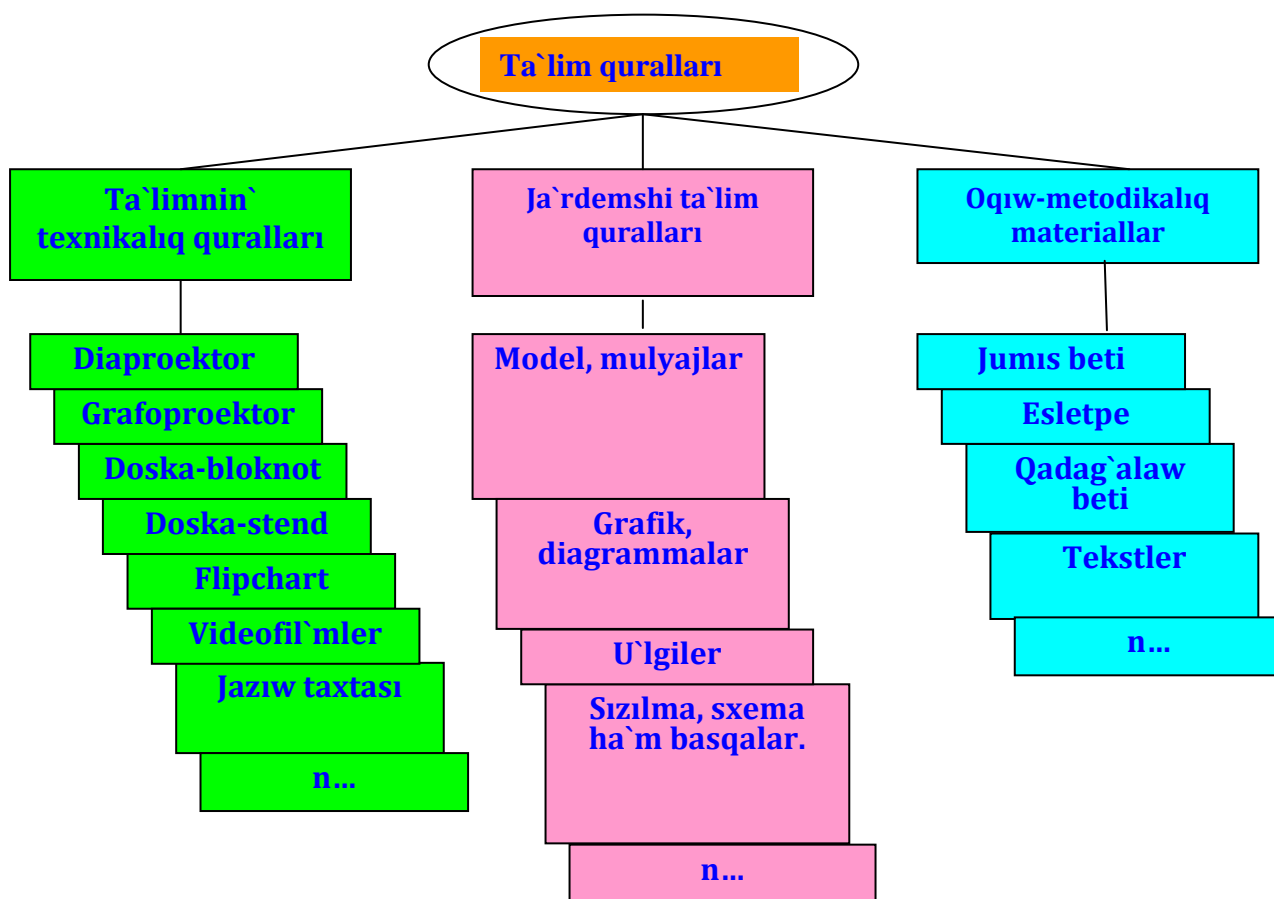 Ta`lim quralları
Ta`limnin`
texnikalıq quralları
Ja`rdemshi ta`lim
quralları
Oqıw-metodikalıq
materiallar
Diaproektor
Grafoproektor
Doska-bloknot
Doska-stend
Flipchart
Videofil`mler
Jazıw taxtası
n…
Model, mulyajlar
Grafik,
diagrammalar
U`lgiler
Sızılma, sxema
ha`m basqalar.
n…
Jumıs beti
Esletpe
Qadag`alaw
beti
Tekstler
n…